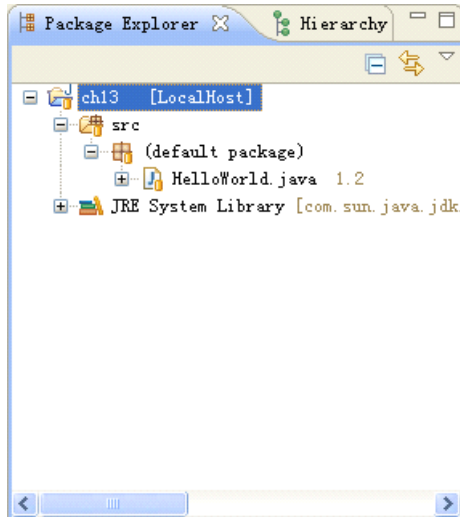 Package Explorer Hierarchy
ch13 [LocalHost]
src
(default package)
HelloWorld.java 1.2
JRE System Library [com.sun.java.jdk.